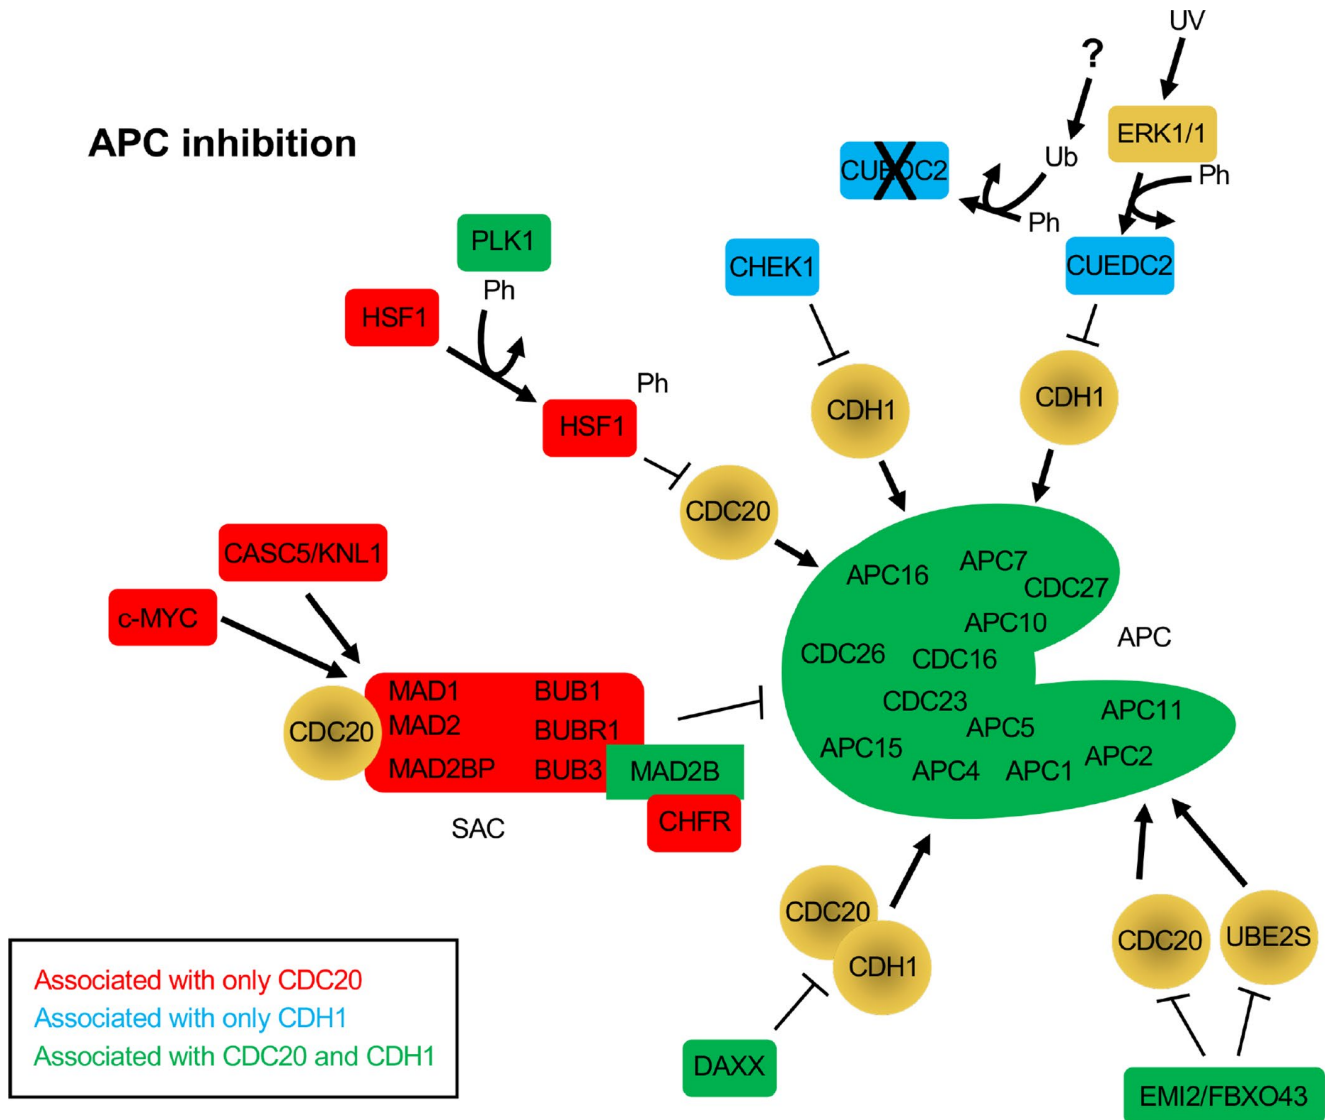 UV
?
APC inhibition
ERK1/1
CUEDC2
Ub
Ph
Ph
PLK1
CHEK1
CUEDC2
Ph
HSF1
Ph
HSF1
CDH1
CDH1
CDC20
CASC5/KNL1
c-MYC
APC16
APC7
CDC27
APC10
APC
CDC26
CDC16
CDC23
APC11
APC5
APC15
APC2
APC4
APC1
CDC20
MAD1
BUB1
MAD2
BUBR1
MAD2BP
BUB3
MAD2B
CHFR
SAC
CDC20
CDH1
CDC20
UBE2S
DAXX
EMI2/FBXO43
Associated with only CDC20
Associated with only CDH1
Associated with CDC20 and CDH1